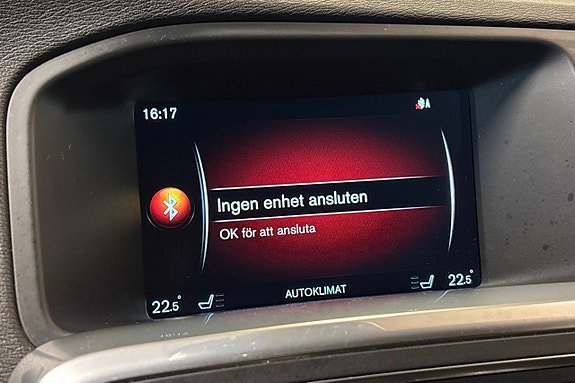 16:17
Ingen enhet ansluten
OK för att ansluta
22.5°
AUTOKLIMAT
22.5°